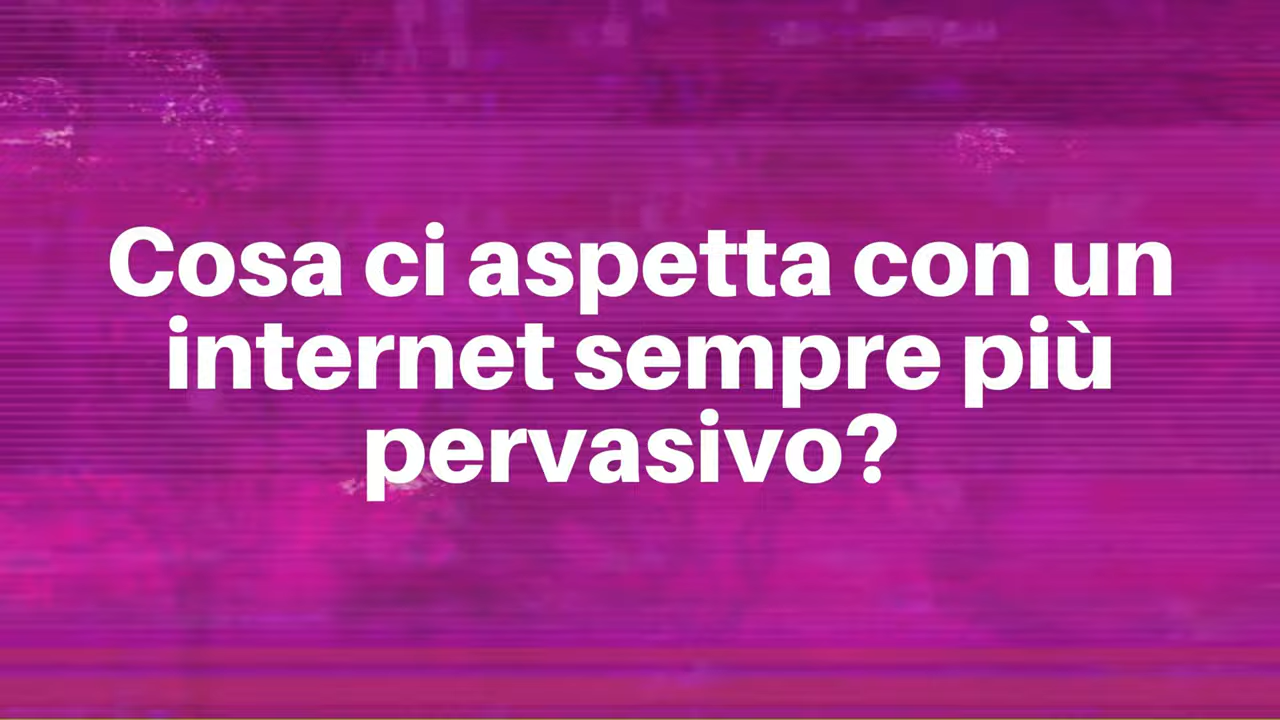 Cosa ci aspetta con un
internet sempre più
pervasivo?